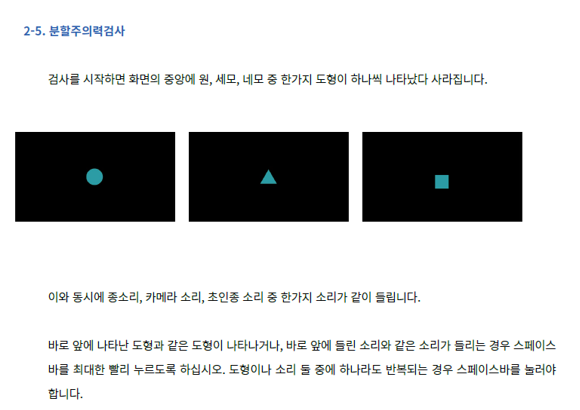 2-5. 분할주의력검사
검사를 시작하면 화면의 중앙에 원, 세모, 네모 중 한가지 도형이 하나씩 나타났다 사라집니다.
이와 동시에 종소리, 카메라 소리, 초인종 소리 중 한가지 소리가 같이 들립니다.
바로 앞에 나타난 도형과 같은 도형이 나타나거나, 바로 앞에 들린 소리와 같은 소리가 들리는 경우 스페이스
바를 최대한 빨리 누르도록 하십시오. 도형이나 소리 둘 중에 하나라도 반복되는 경우 스페이스바를 눌러야
합니다.